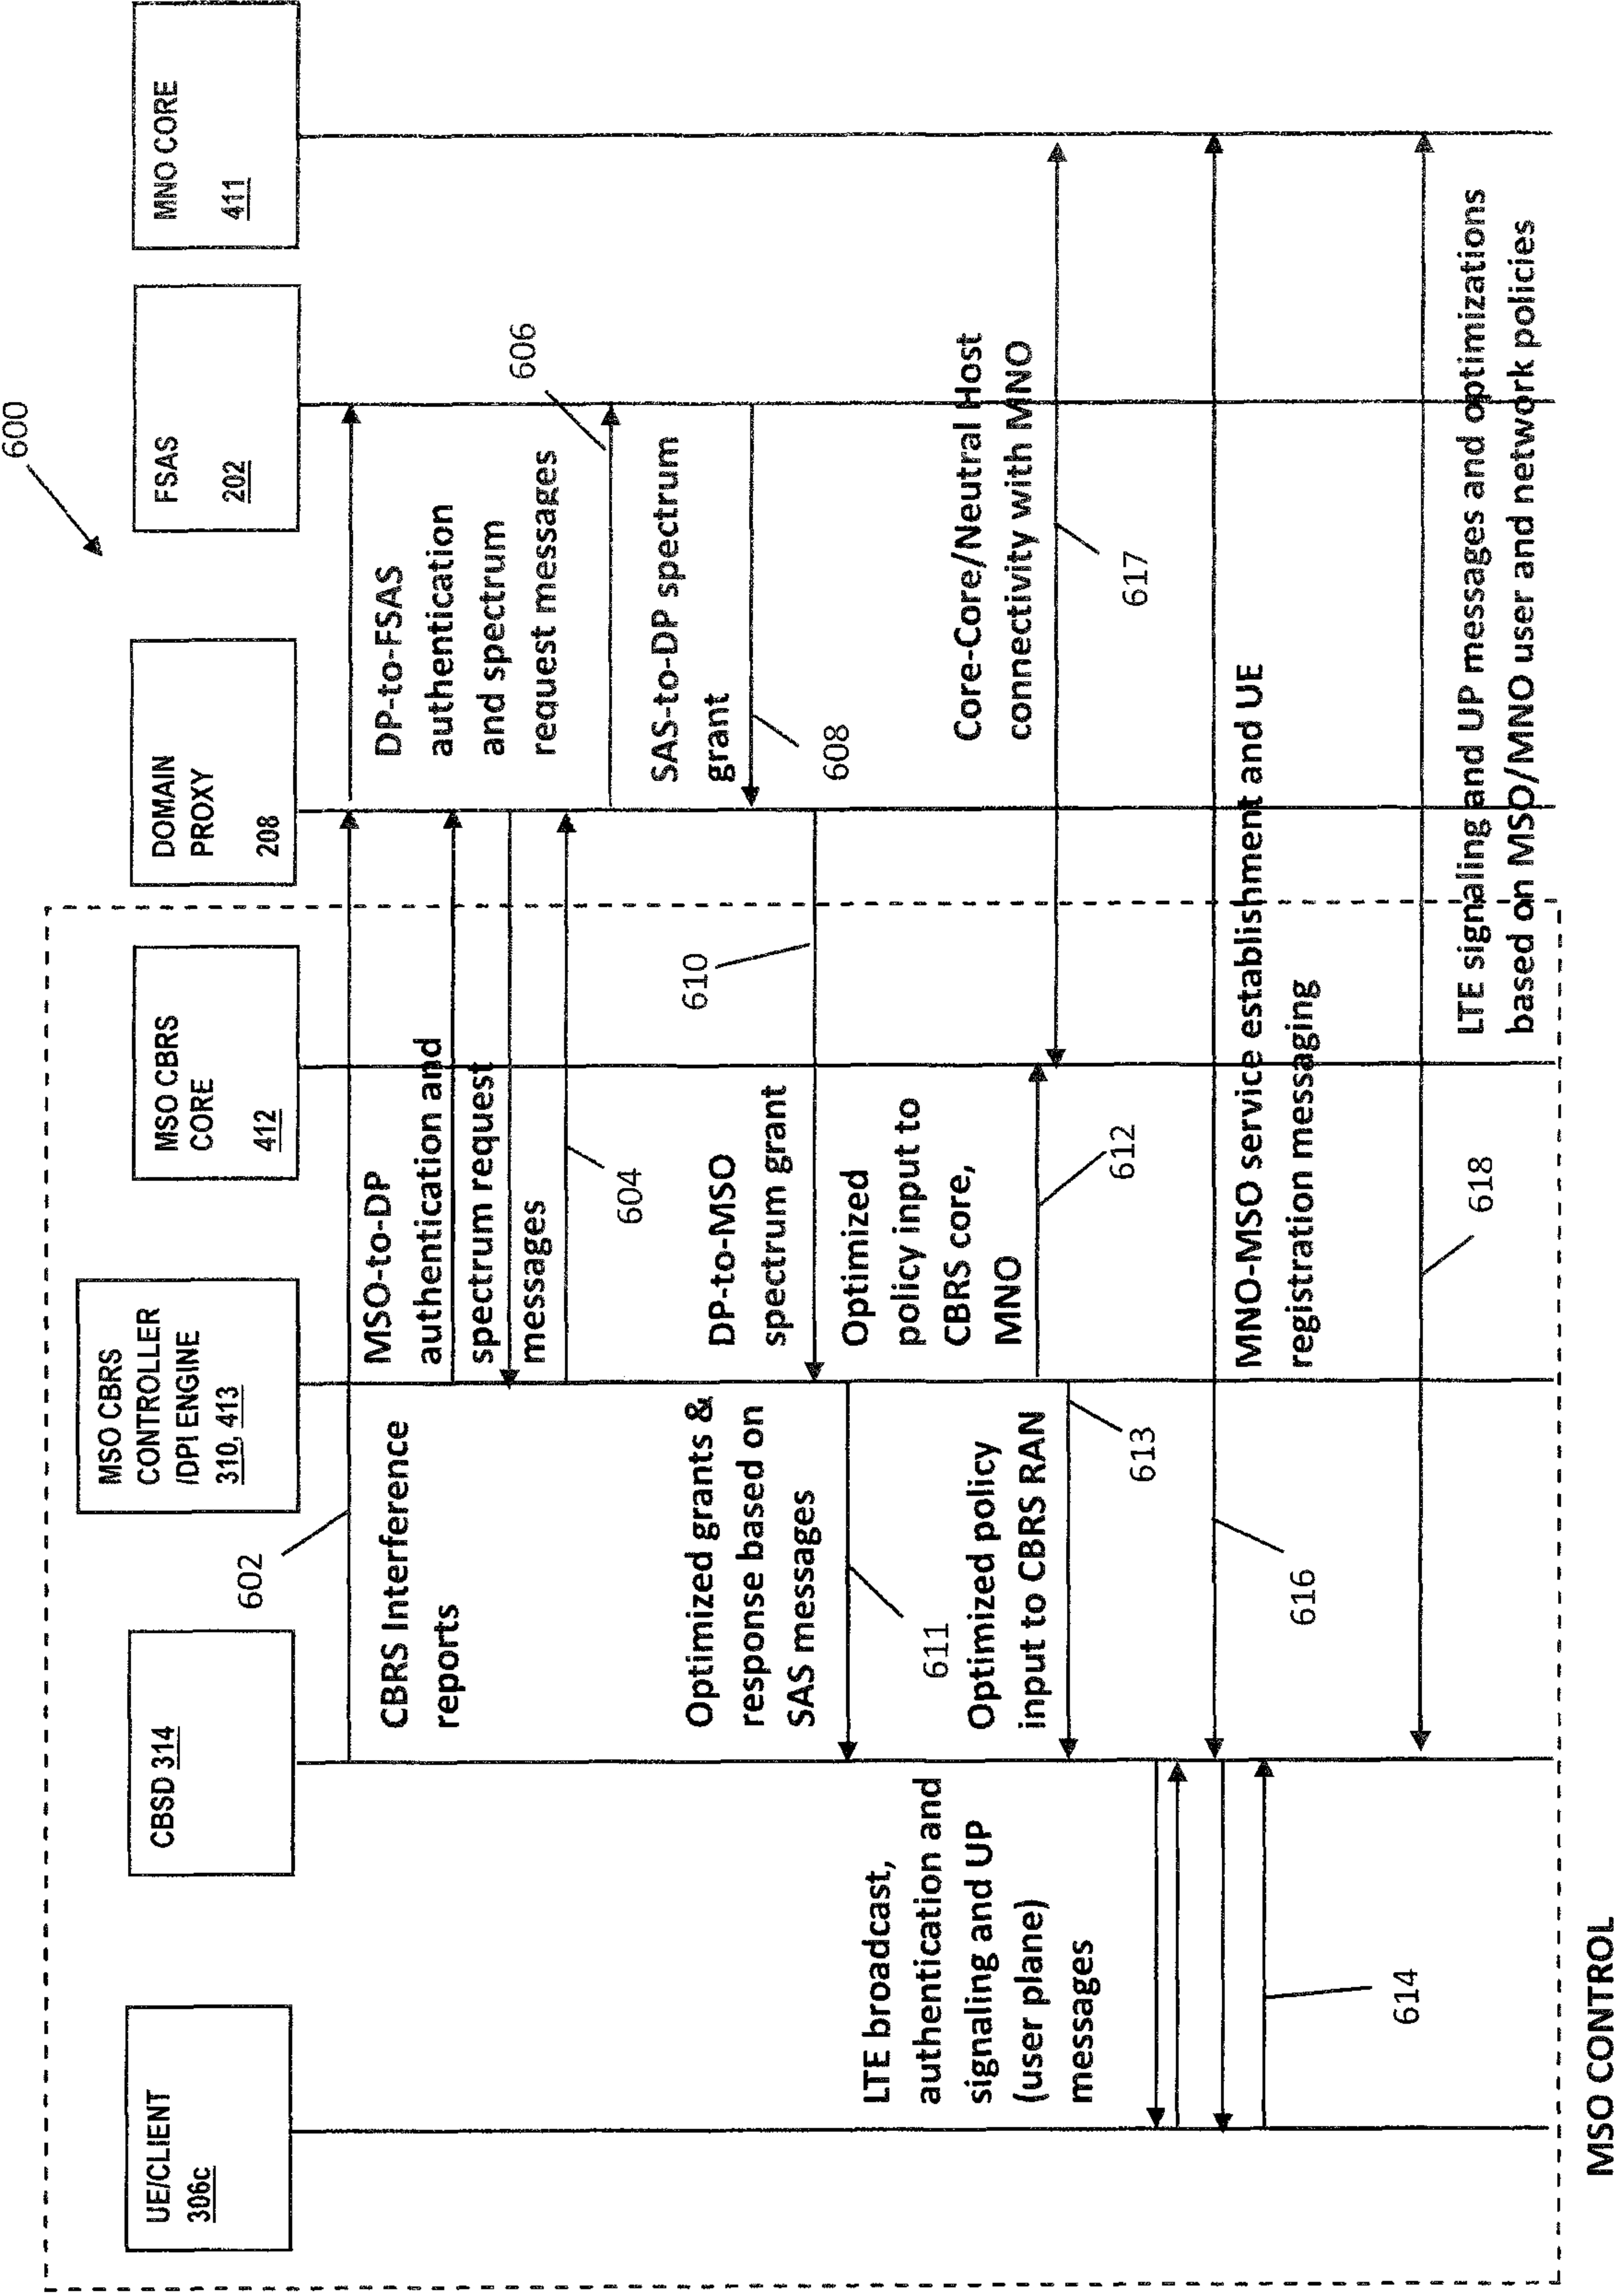 600
UE/CLIENT
306c
CBSD 314
MSO CBRS
CONTROLLER
/DPI ENGINE
310, 413
MSO CBRS
CORE
412
DOMAIN
PROXY
208
FSAS
202
MNO CORE
411
602
CBRS Interference
reports
MSO-to-DP
authentication and
spectrum request
messages
604
DP-to-FSAS
authentication
and spectrum
request messages
606
SAS-to-DP spectrum
grant
608
610
DP-to-MSO
spectrum grant
Optimized grants &
response based on
SAS messages
611
Optimized
policy input to
CBRS core,
MNO
612
Optimized policy
input to CBRS RAN
613
Core-Core/Neutral Host
connectivity with MNO
617
LTE broadcast,
authentication and
signaling and UP
(user plane)
messages
614
MNO-MSO service establishment and UE
registration messaging
616
618
LTE signaling and UP messages and optimizations
based on MSO/MNO user and network policies
MSO CONTROL